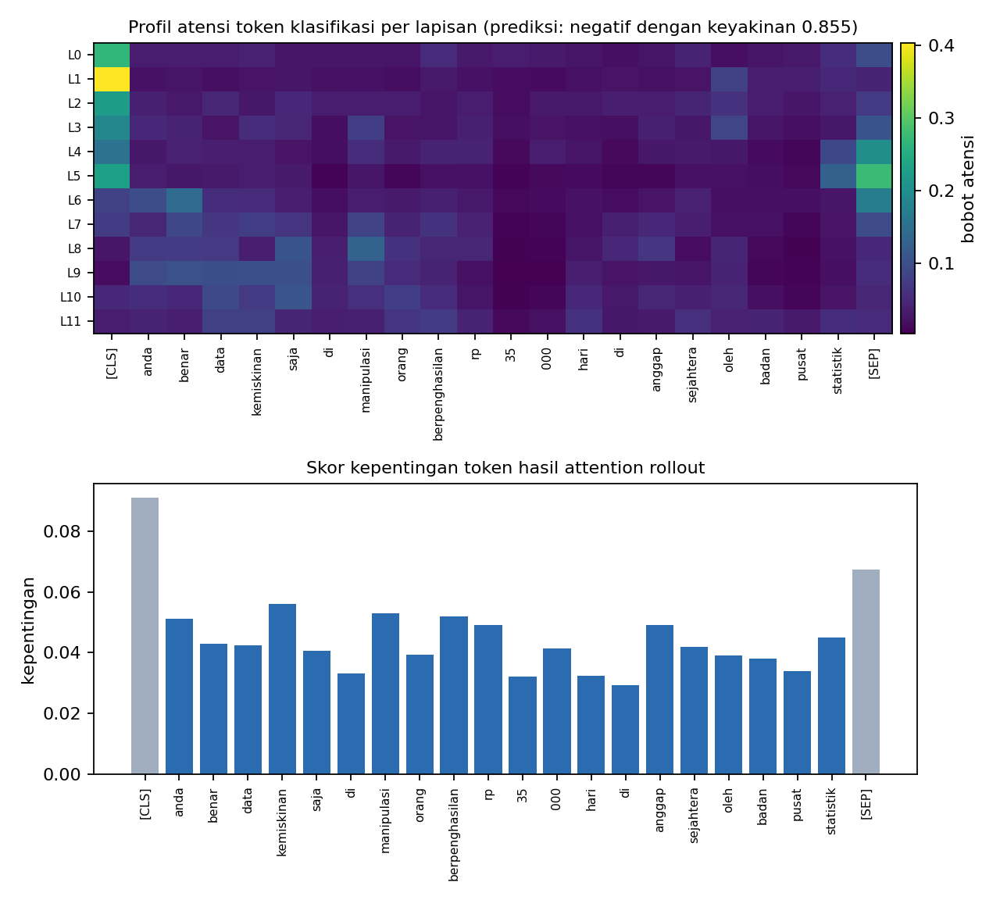 Profil atensi token klasifikasi per lapisan (prediksi: negatif dengan keyakinan 0.855)
L0
L1
L2
L3
L4
L5
L6
L7
L8
L9
L10
L11
[CLS]
anda
benar
data
kemiskinan
saja
di
manipulasi
orang
berpenghasilan
rp
35
000
hari
di
anggap
sejahtera
oleh
badan
pusat
statistik
[SEP]
0.4
0.3
0.2
0.1
bobot atensi
Skor kepentingan token hasil attention rollout
kepentingan
0.08
0.06
0.04
0.02
0.00
[CLS]
anda
benar
data
kemiskinan
saja
di
manipulasi
orang
berpenghasilan
rp
35
000
hari
di
anggap
sejahtera
oleh
badan
pusat
statistik
[SEP]